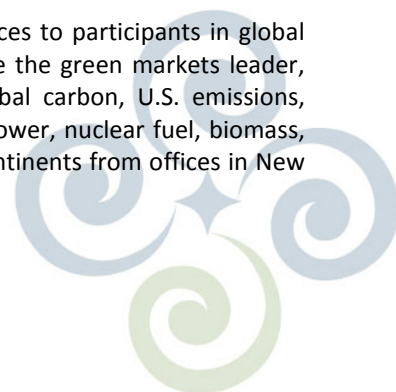 ces to participants in global
e the green markets leader,
bal carbon, U.S. emissions,
ower, nuclear fuel, biomass,
ntinents from offices in New